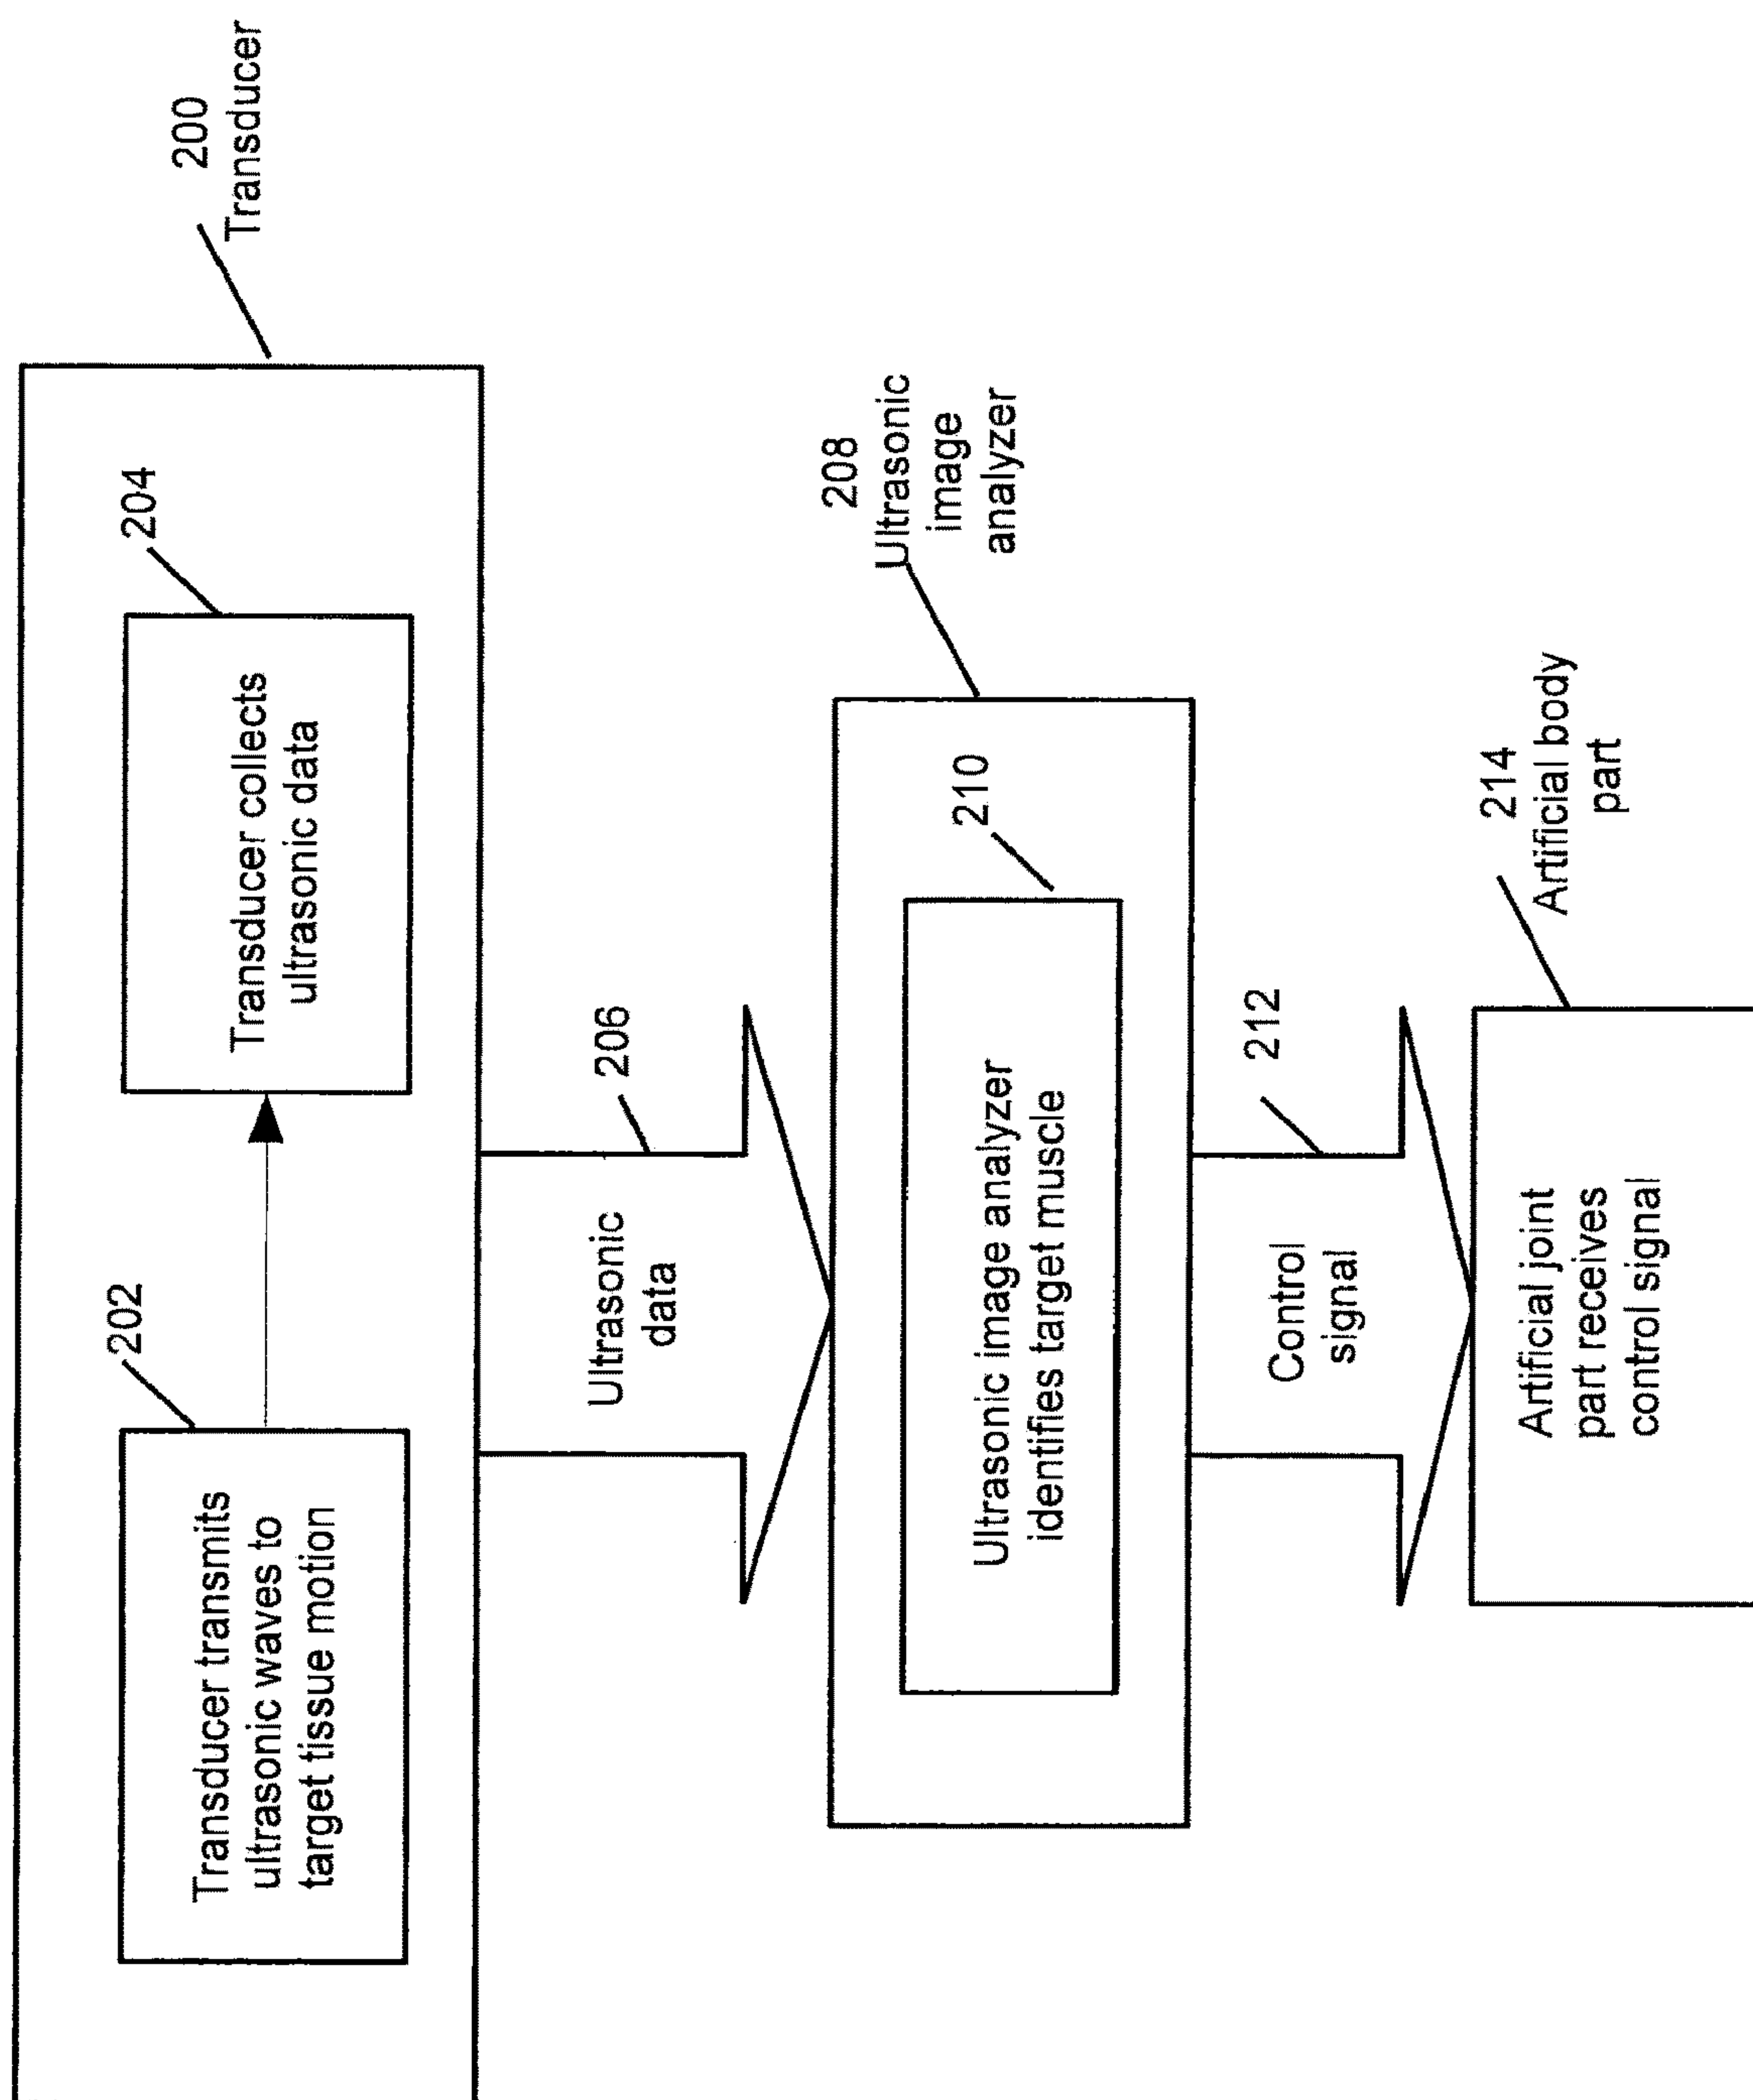 200
Transducer
202
Transducer transmits
ultrasonic waves to
target tissue motion
204
Transducer collects
ultrasonic data
Ultrasonic
data
206
208
Ultrasonic
image
analyzer
210
Ultrasonic image analyzer
identifies target muscle
Control
signal
212
214
Artificial body
part
Artificial joint
part receives
control signal